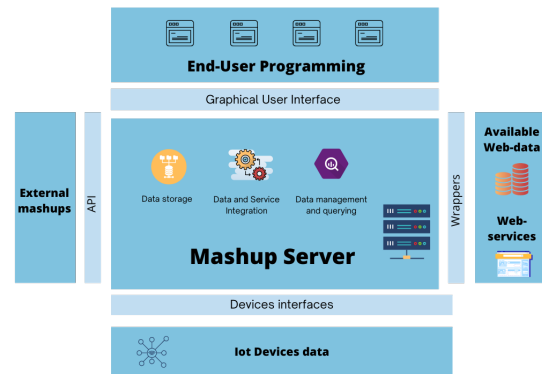 End-User Programming
Graphical User Interface
External
mashups
API
Data storage
Data and Service
Integration
Data management
and querying
Mashup Server
Wrappers
Available
Web-data
Web-
services
Devices interfaces
Iot Devices data